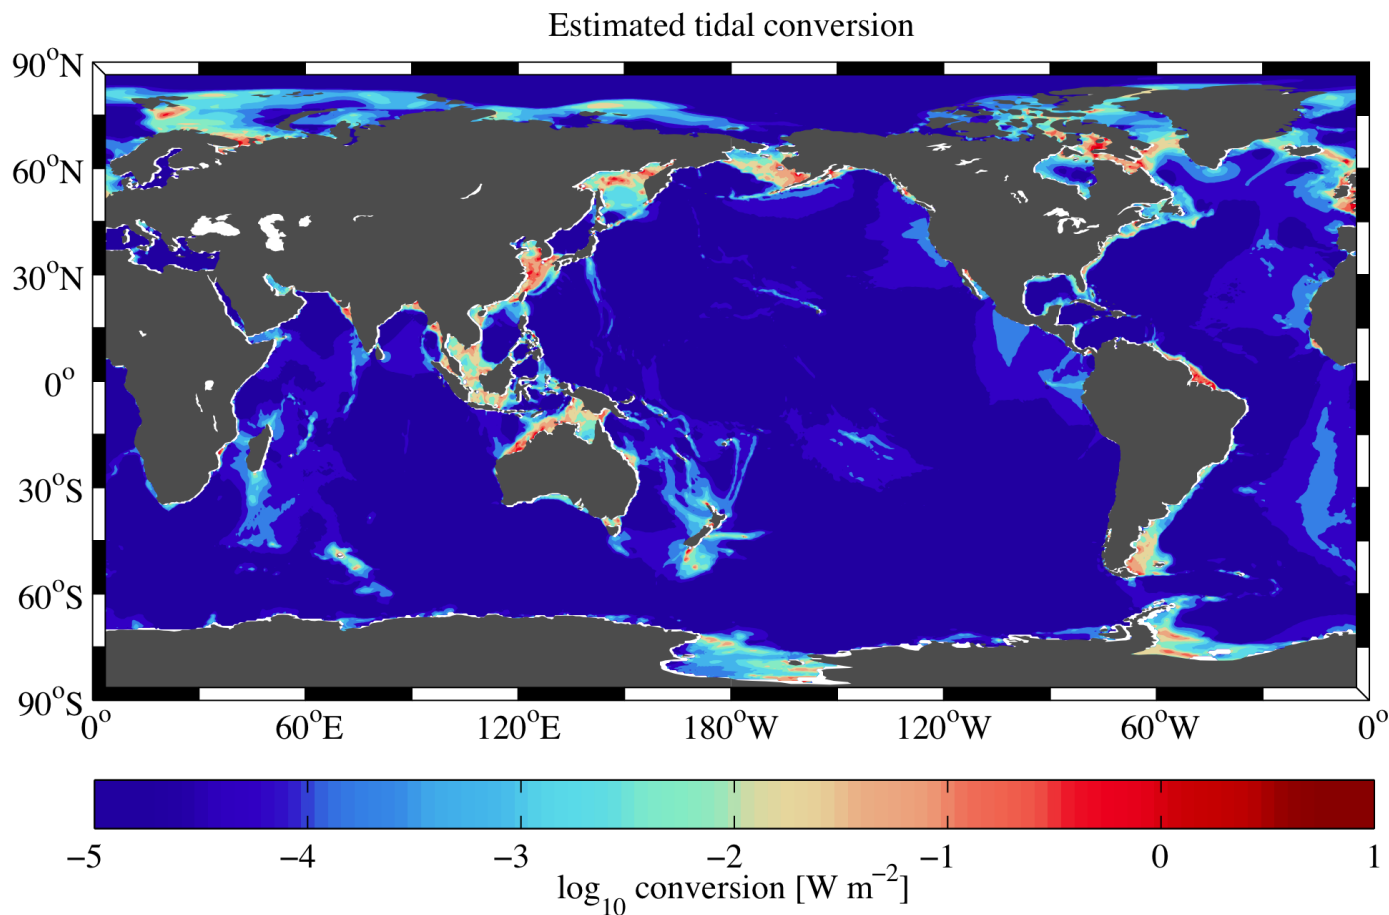 Estimated tidal conversion
90°N
60°N
30°N
0°
30°S
60°S
90°S
0° 60°E 120°E 180°W 120°W 60°W 0°
−5 −4 −3 −2 −1 0 1
log₁₀ conversion [W m⁻²]